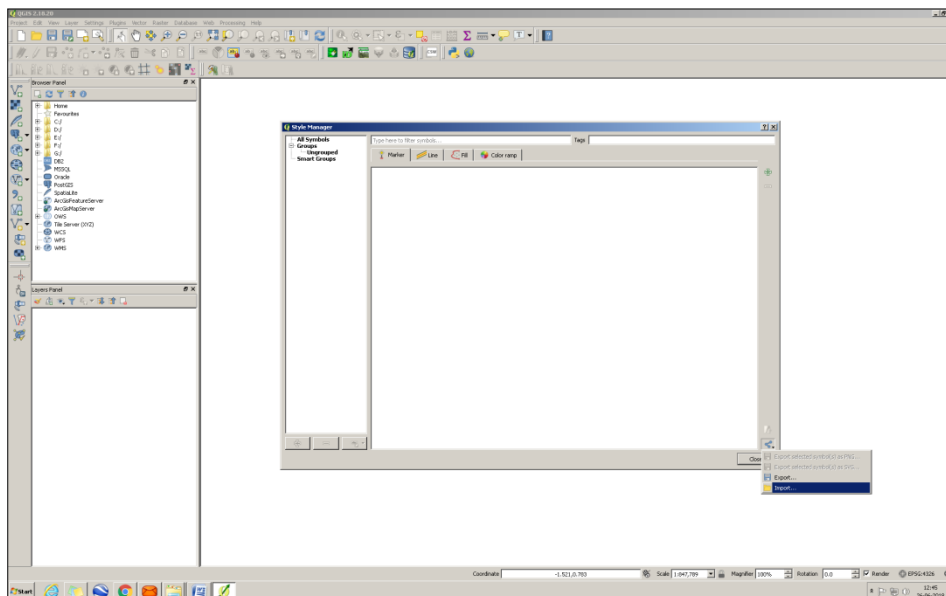 QGIS 2.18.20
Project Edit View Layer Settings Plugins Vector Raster Database Web Processing Help
Browser Panel
Home
Favourites
C:/
D:/
E:/
F:/
G:/
DB2
MSSQL
Oracle
PostGIS
SpatiaLite
ArcGisFeatureServer
ArcGisMapServer
OWS
Tile Server (XYZ)
WCS
WFS
WMS
Layers Panel
Style Manager
All Symbols
Groups
Ungrouped
Smart Groups
Type here to filter symbols...
Tags
Marker Line Fill Color ramp
Close
Export selected symbol(s) as PNG...
Export selected symbol(s) as SVG...
Export...
Import...
Coordinate -1.521,0.783 Scale 1:847,789 Magnifier 100% Rotation 0.0 Render EPSG:4326
Start
12:45